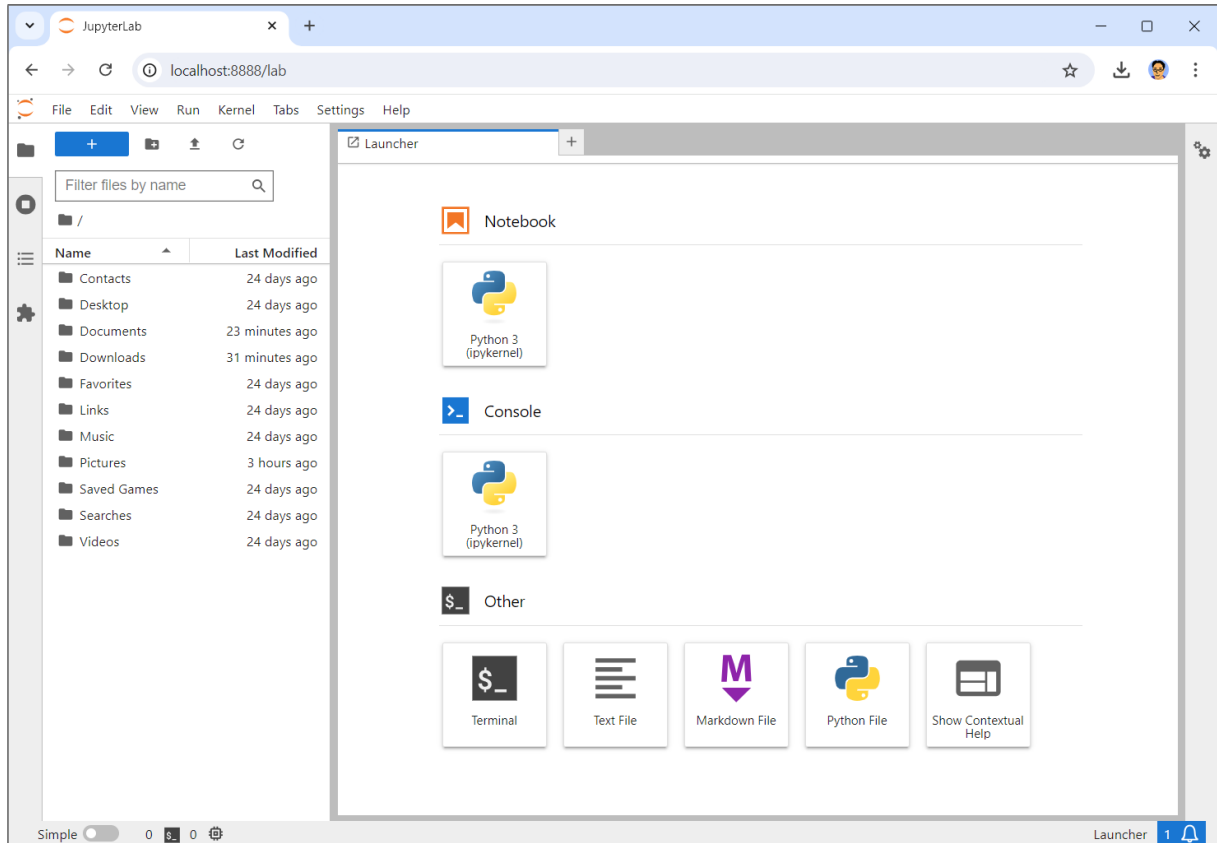 JupyterLab
localhost:8888/lab
File Edit View Run Kernel Tabs Settings Help
+
Filter files by name
/
Name Last Modified
Contacts 24 days ago
Desktop 24 days ago
Documents 23 minutes ago
Downloads 31 minutes ago
Favorites 24 days ago
Links 24 days ago
Music 24 days ago
Pictures 3 hours ago
Saved Games 24 days ago
Searches 24 days ago
Videos 24 days ago
Launcher
Notebook
Python 3
(ipykernel)
>_ Console
Python 3
(ipykernel)
$_ Other
$_
Terminal
Text File
M
Markdown File
Python File
Show Contextual
Help
Simple 0 $_ 0
Launcher 1